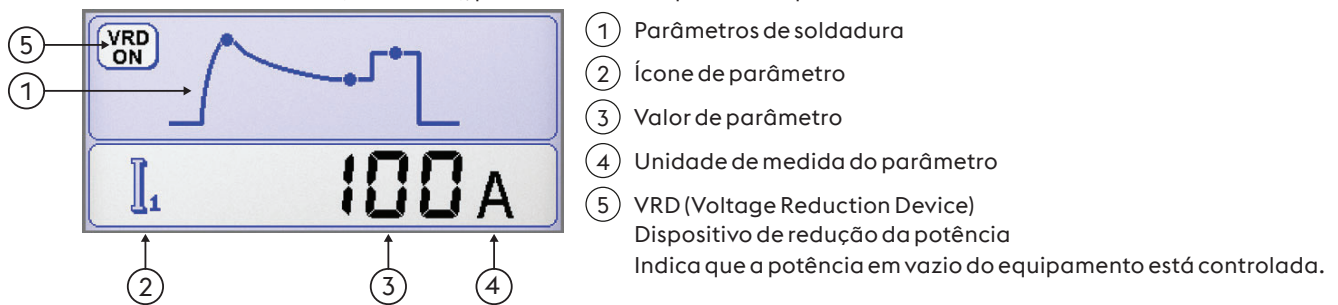 5
VRD
ON
1
I1
100 A
2
3
4
1 Parâmetros de soldadura
2 Ícone de parâmetro
3 Valor de parâmetro
4 Unidade de medida do parâmetro
5 VRD (Voltage Reduction Device)
Dispositivo de redução da potência
Indica que a potência em vazio do equipamento está controlada.